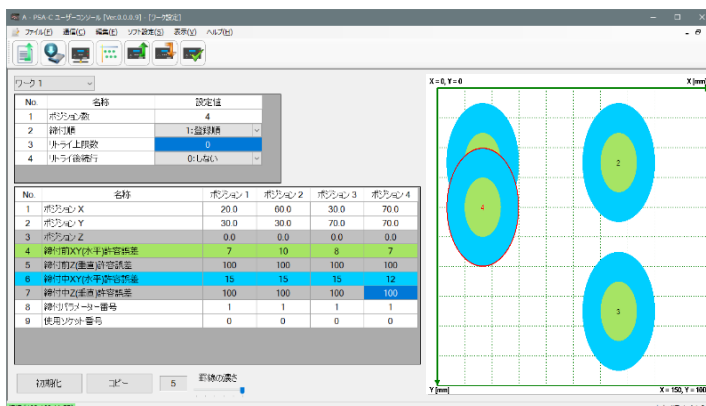 A - PSA-C ユーザーコンソール [Ver.0.0.8.9] - [ワーク設定]
ファイル(F) 通信(C) 編集(E) ソフト設定(S) 表示(V) ヘルプ(H)
ワーク 1
No. 名称 設定値
1 ポジション数 4
2 締付順 1:登録順
3 リトライ上限数 0
4 リトライ後続行 0:しない
No. 名称 ポジション 1 ポジション 2 ポジション 3 ポジション 4
1 ポジション X 20.0 60.0 30.0 70.0
2 ポジション Y 30.0 30.0 70.0 70.0
3 ポジション Z 0.0 0.0 0.0 0.0
4 締付前XY(水平)許容誤差 7 10 8 7
5 締付前Z(垂直)許容誤差 100 100 100 100
6 締付中XY(水平)許容誤差 15 15 15 12
7 締付中Z(垂直)許容誤差 100 100 100 100
8 締付パラメーター番号 1 1 1 1
9 使用ソケット番号 0 0 0 0
初期化 コピー 5 罫線の濃さ
X = 0, Y = 0 X [mm]
2
4
3
Y [mm] X = 150, Y = 100